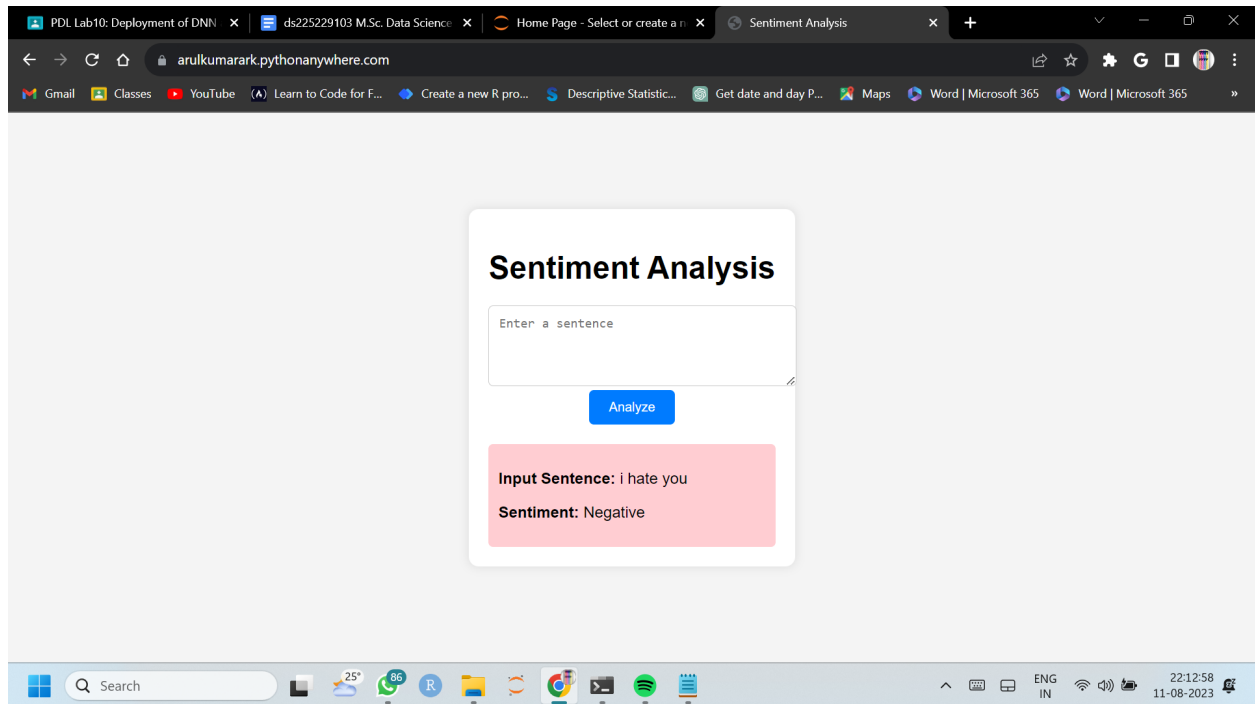 PDL Lab10: Deployment of DNN
ds225229103 M.Sc. Data Science
Home Page - Select or create a n
Sentiment Analysis
arulkumarark.pythonanywhere.com
G
Gmail
Classes
YouTube
Learn to Code for F...
Create a new R pro...
Descriptive Statistic...
Get date and day P...
Maps
Word | Microsoft 365
Word | Microsoft 365
»
Sentiment Analysis
Enter a sentence
Analyze
Input Sentence: i hate you
Sentiment: Negative
Search
25°
86
R
ENG
IN
22:12:58
11-08-2023